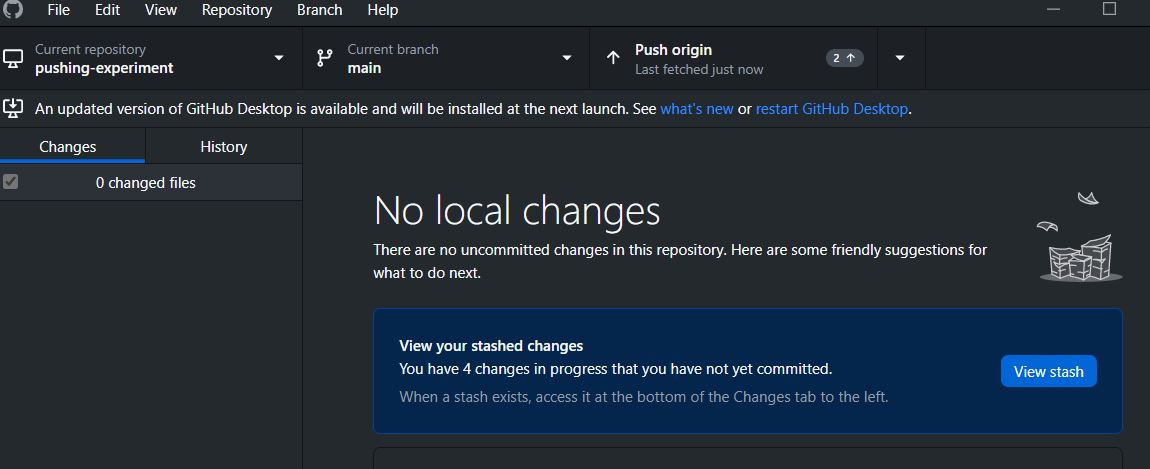 File Edit View Repository Branch Help
Current repository
pushing-experiment
Current branch
main
Push origin
Last fetched just now
2 ↑
An updated version of GitHub Desktop is available and will be installed at the next launch. See what's new or restart GitHub Desktop.
Changes History
0 changed files
No local changes
There are no uncommitted changes in this repository. Here are some friendly suggestions for
what to do next.
View your stashed changes
You have 4 changes in progress that you have not yet committed.
When a stash exists, access it at the bottom of the Changes tab to the left.
View stash